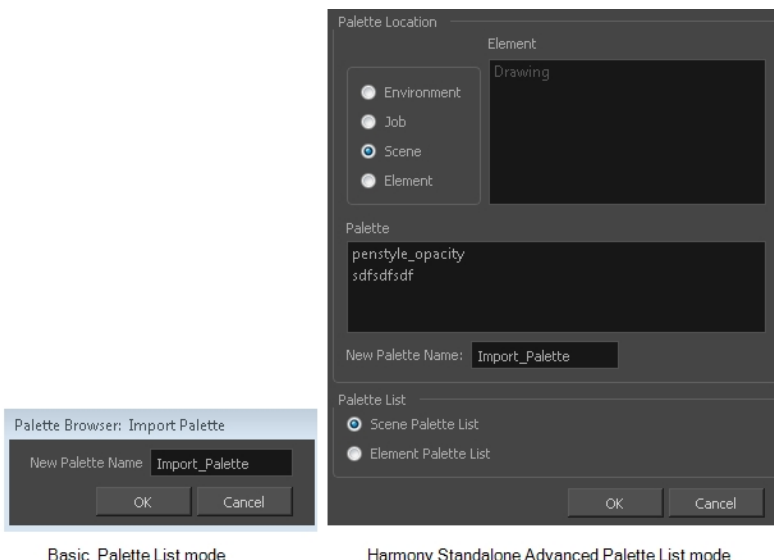 Palette Location
Element
Drawing
Environment
Job
Scene
Element
Palette
penstyle_opacity
sdfsdfsdf
New Palette Name: Import_Palette
Palette List
Scene Palette List
Element Palette List
OK Cancel
Palette Browser: Import Palette
New Palette Name Import_Palette
OK Cancel
Basic Palette List mode
Harmony Standalone Advanced Palette List mode